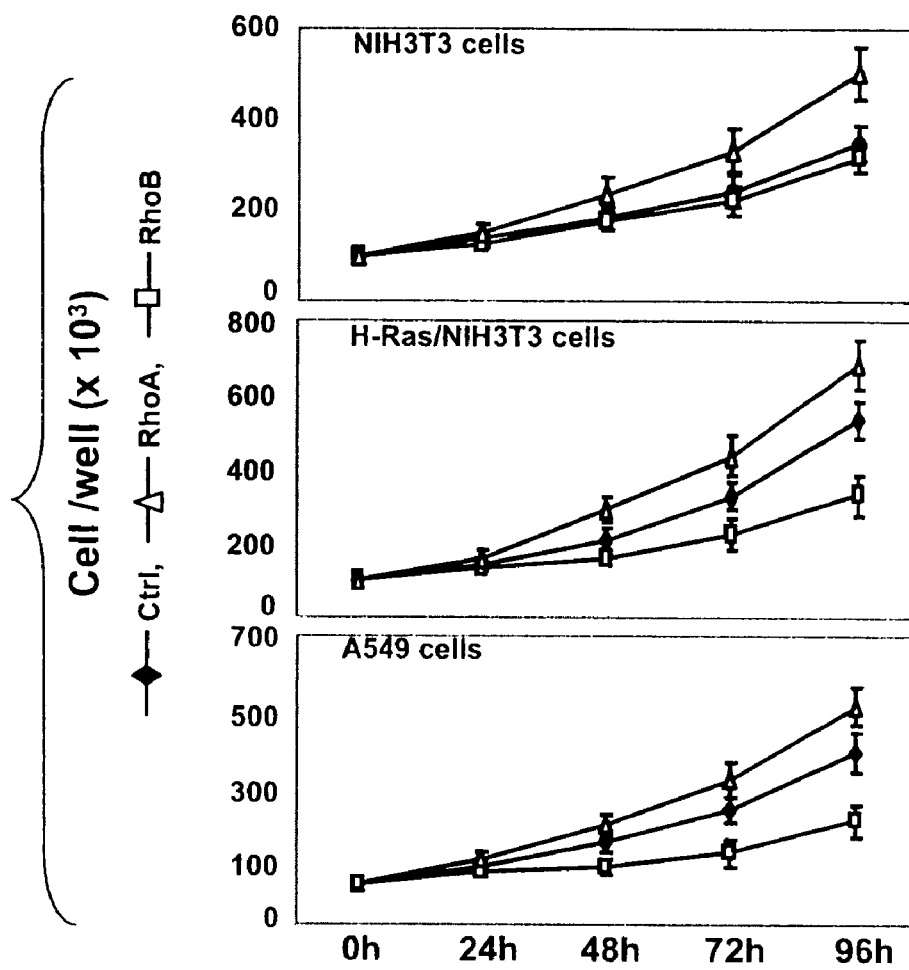 Cell /well (x 10³)
Ctrl, RhoA, RhoB
600
400
200
0
NIH3T3 cells
800
600
400
200
0
H-Ras/NIH3T3 cells
700
500
300
100
0
A549 cells
0h 24h 48h 72h 96h